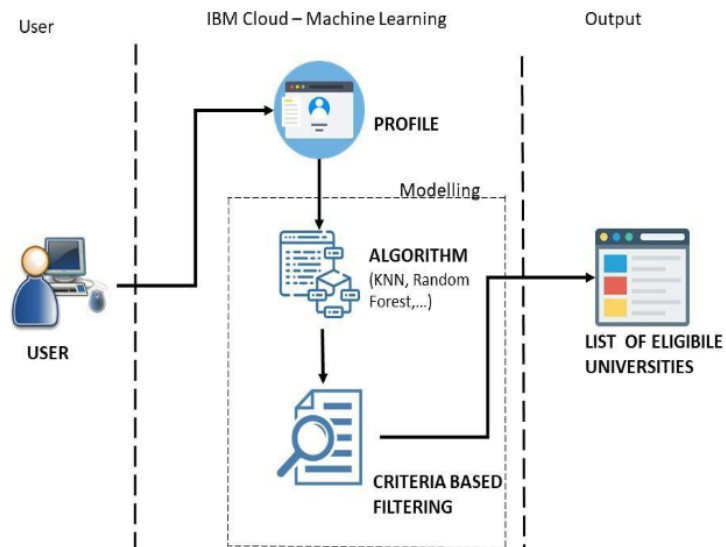 User
IBM Cloud – Machine Learning
Output
PROFILE
Modelling
ALGORITHM
(KNN, Random
Forest,...)
USER
LIST OF ELIGIBILE
UNIVERSITIES
CRITERIA BASED
FILTERING